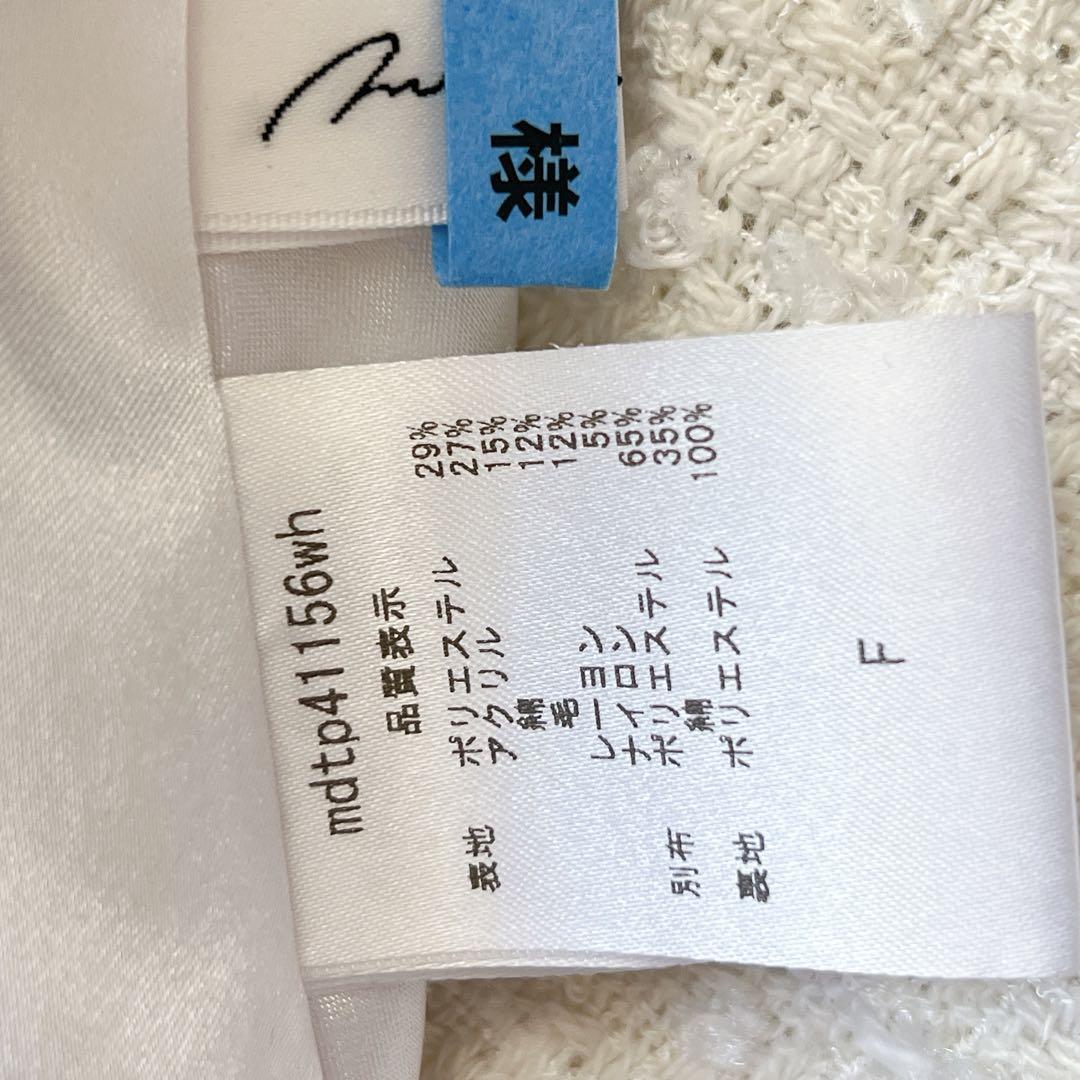 様
mdtp41156wh
品質表示
表地 ポリエステル 29%
アクリル 27%
綿 15%
毛 12%
レーヨン 12%
ナイロン 5%
別布 ポリエステル 65%
綿 35%
裏地 ポリエステル 100%
F